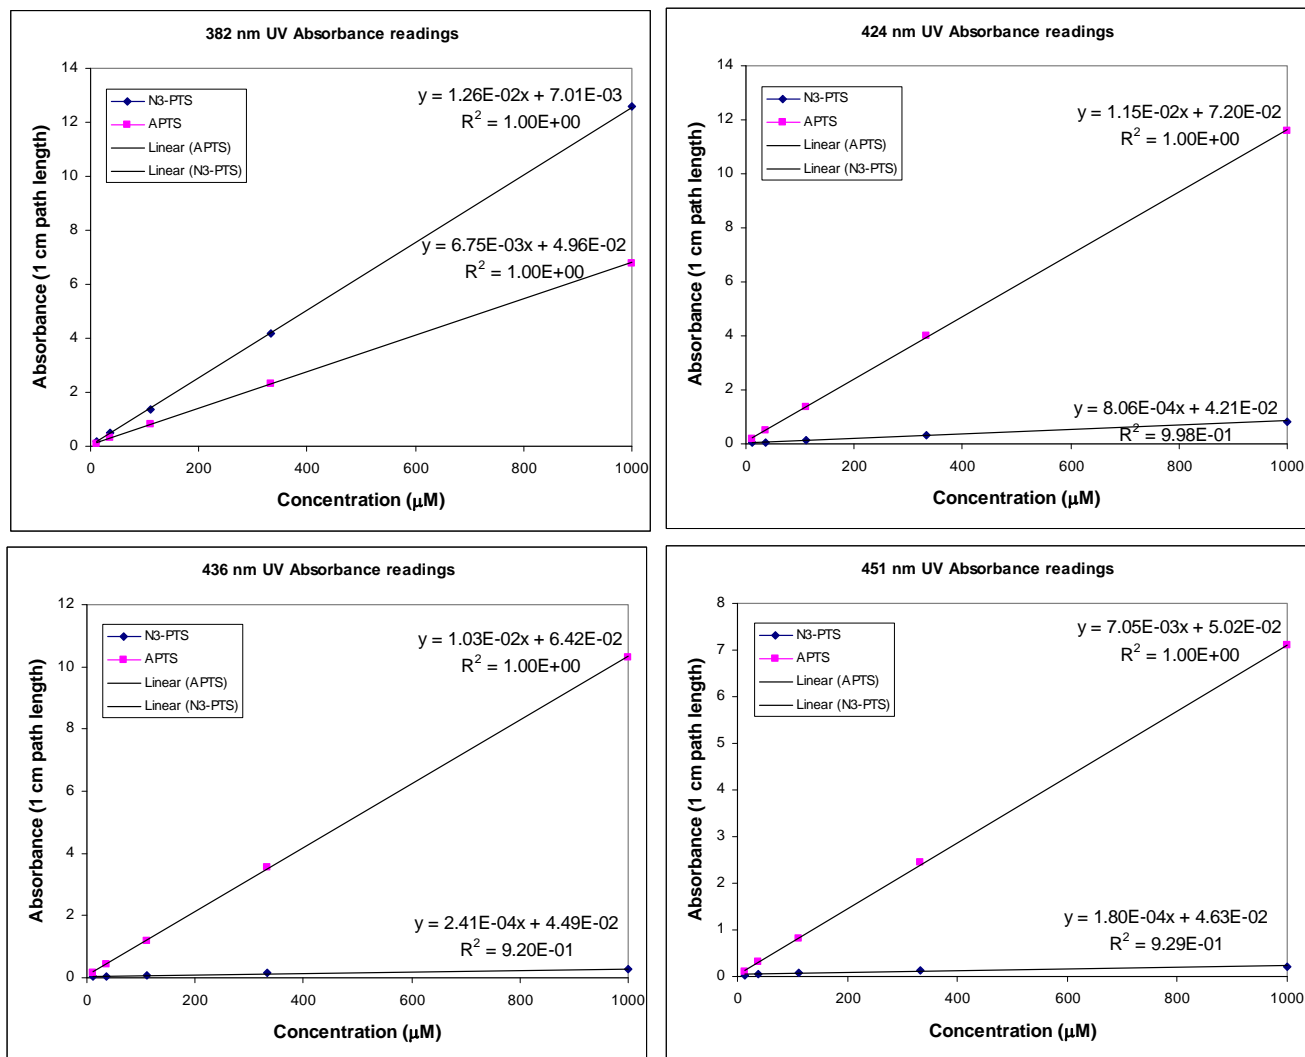 382 nm UV Absorbance readings
Absorbance (1 cm path length)
14
12
10
8
6
4
2
0
N3-PTS
APTS
Linear (APTS)
Linear (N3-PTS)
y = 1.26E-02x + 7.01E-03
R² = 1.00E+00
y = 6.75E-03x + 4.96E-02
R² = 1.00E+00
0 200 400 600 800 1000
Concentration (μM)
424 nm UV Absorbance readings
Absorbance (1 cm path length)
14
12
10
8
6
4
2
0
N3-PTS
APTS
Linear (APTS)
Linear (N3-PTS)
y = 1.15E-02x + 7.20E-02
R² = 1.00E+00
y = 8.06E-04x + 4.21E-02
R² = 9.98E-01
0 200 400 600 800 1000
Concentration (μM)
436 nm UV Absorbance readings
Absorbance (1 cm path length)
12
10
8
6
4
2
0
N3-PTS
APTS
Linear (APTS)
Linear (N3-PTS)
y = 1.03E-02x + 6.42E-02
R² = 1.00E+00
y = 2.41E-04x + 4.49E-02
R² = 9.20E-01
0 200 400 600 800 1000
Concentration (μM)
451 nm UV Absorbance readings
Absorbance (1 cm path length)
8
7
6
5
4
3
2
1
0
N3-PTS
APTS
Linear (APTS)
Linear (N3-PTS)
y = 7.05E-03x + 5.02E-02
R² = 1.00E+00
y = 1.80E-04x + 4.63E-02
R² = 9.29E-01
0 200 400 600 800 1000
Concentration (μM)